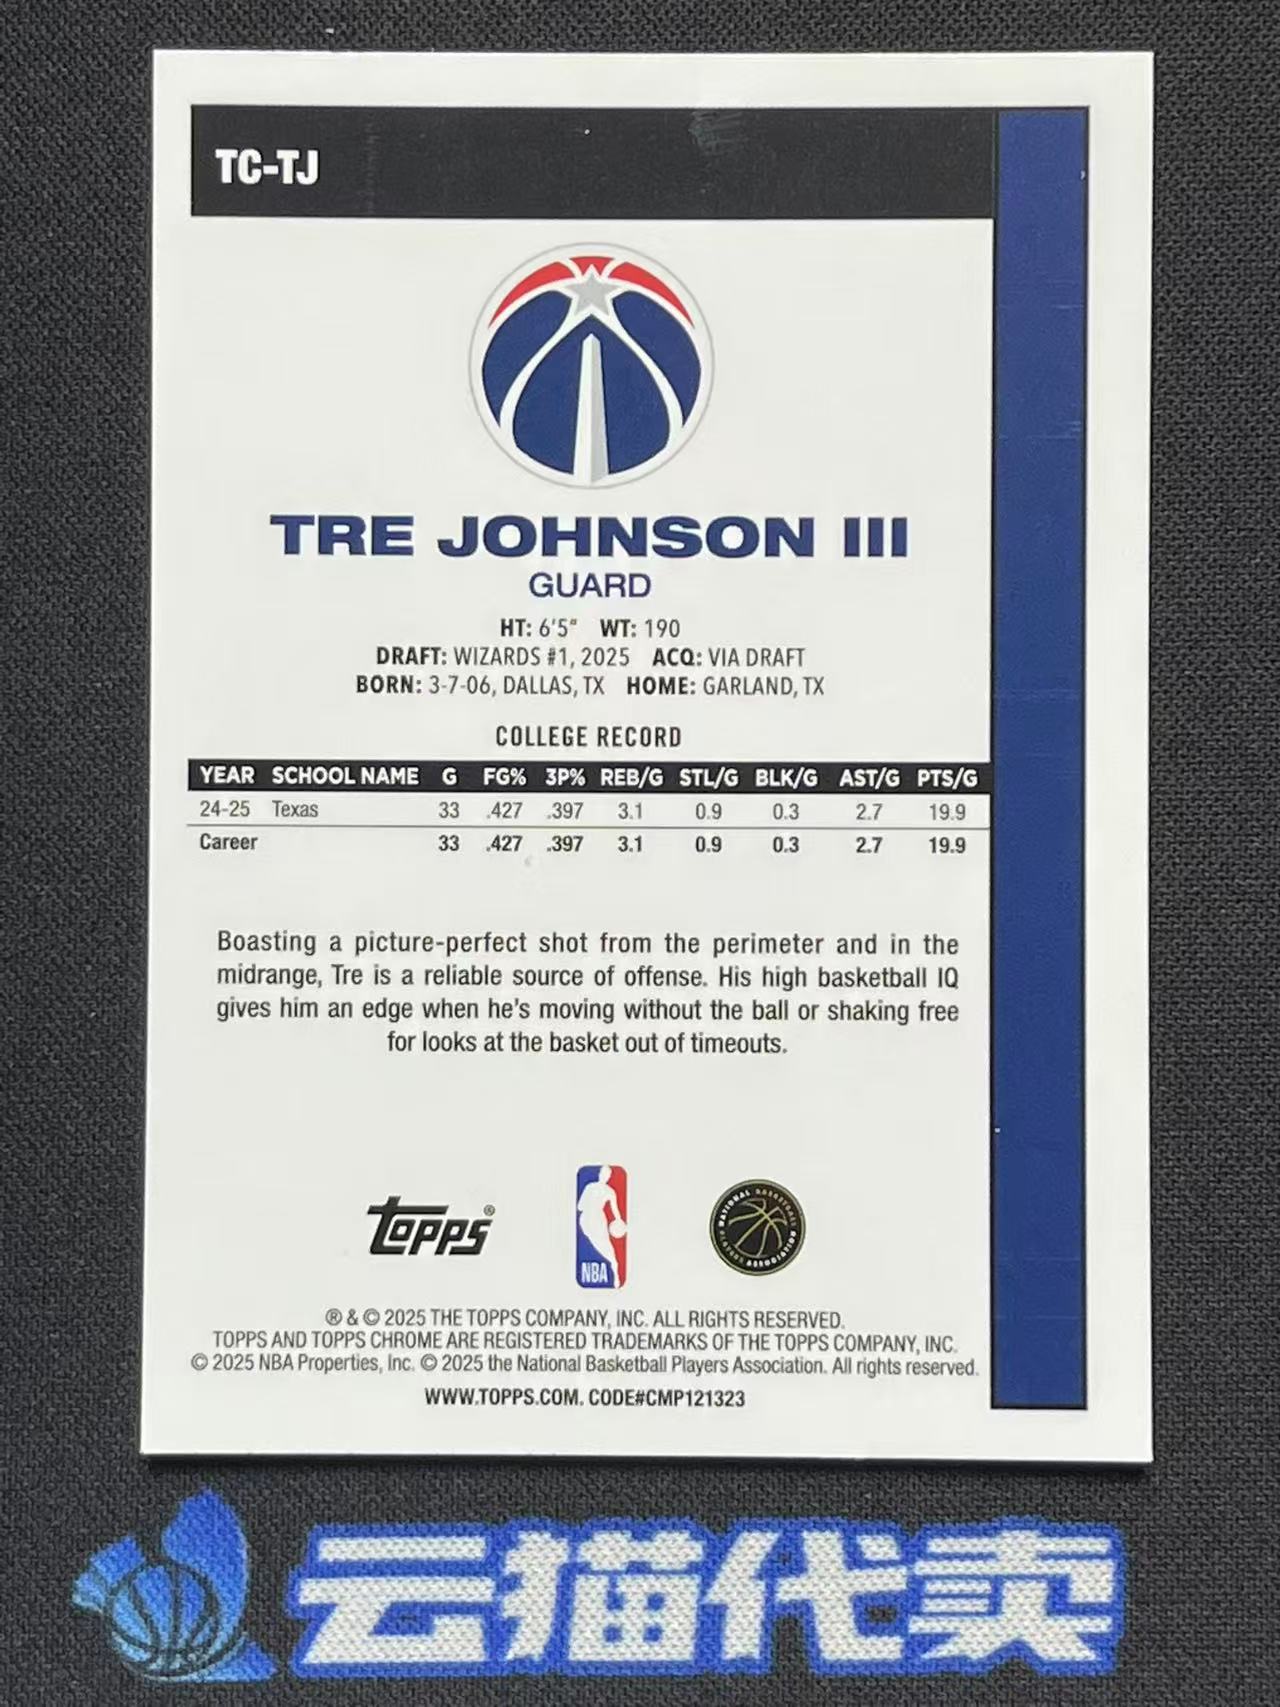 TC-TJ
TRE JOHNSON III
GUARD
HT: 6'5" WT: 190
DRAFT: WIZARDS #1, 2025 ACQ: VIA DRAFT
BORN: 3-7-06, DALLAS, TX HOME: GARLAND, TX
COLLEGE RECORD
YEAR SCHOOL NAME G FG% 3P% REB/G STL/G BLK/G AST/G PTS/G
24-25 Texas 33 .427 .397 3.1 0.9 0.3 2.7 19.9
Career 33 .427 .397 3.1 0.9 0.3 2.7 19.9
Boasting a picture-perfect shot from the perimeter and in the
midrange, Tre is a reliable source of offense. His high basketball IQ
gives him an edge when he's moving without the ball or shaking free
for looks at the basket out of timeouts.
topps®
NBA
NATIONAL BASKETBALL PLAYERS ASSOCIATION
® & © 2025 THE TOPPS COMPANY, INC. ALL RIGHTS RESERVED.
TOPPS AND TOPPS CHROME ARE REGISTERED TRADEMARKS OF THE TOPPS COMPANY, INC.
© 2025 NBA Properties, Inc. © 2025 the National Basketball Players Association. All rights reserved.
WWW.TOPPS.COM. CODE#CMP121323
云猫代卖